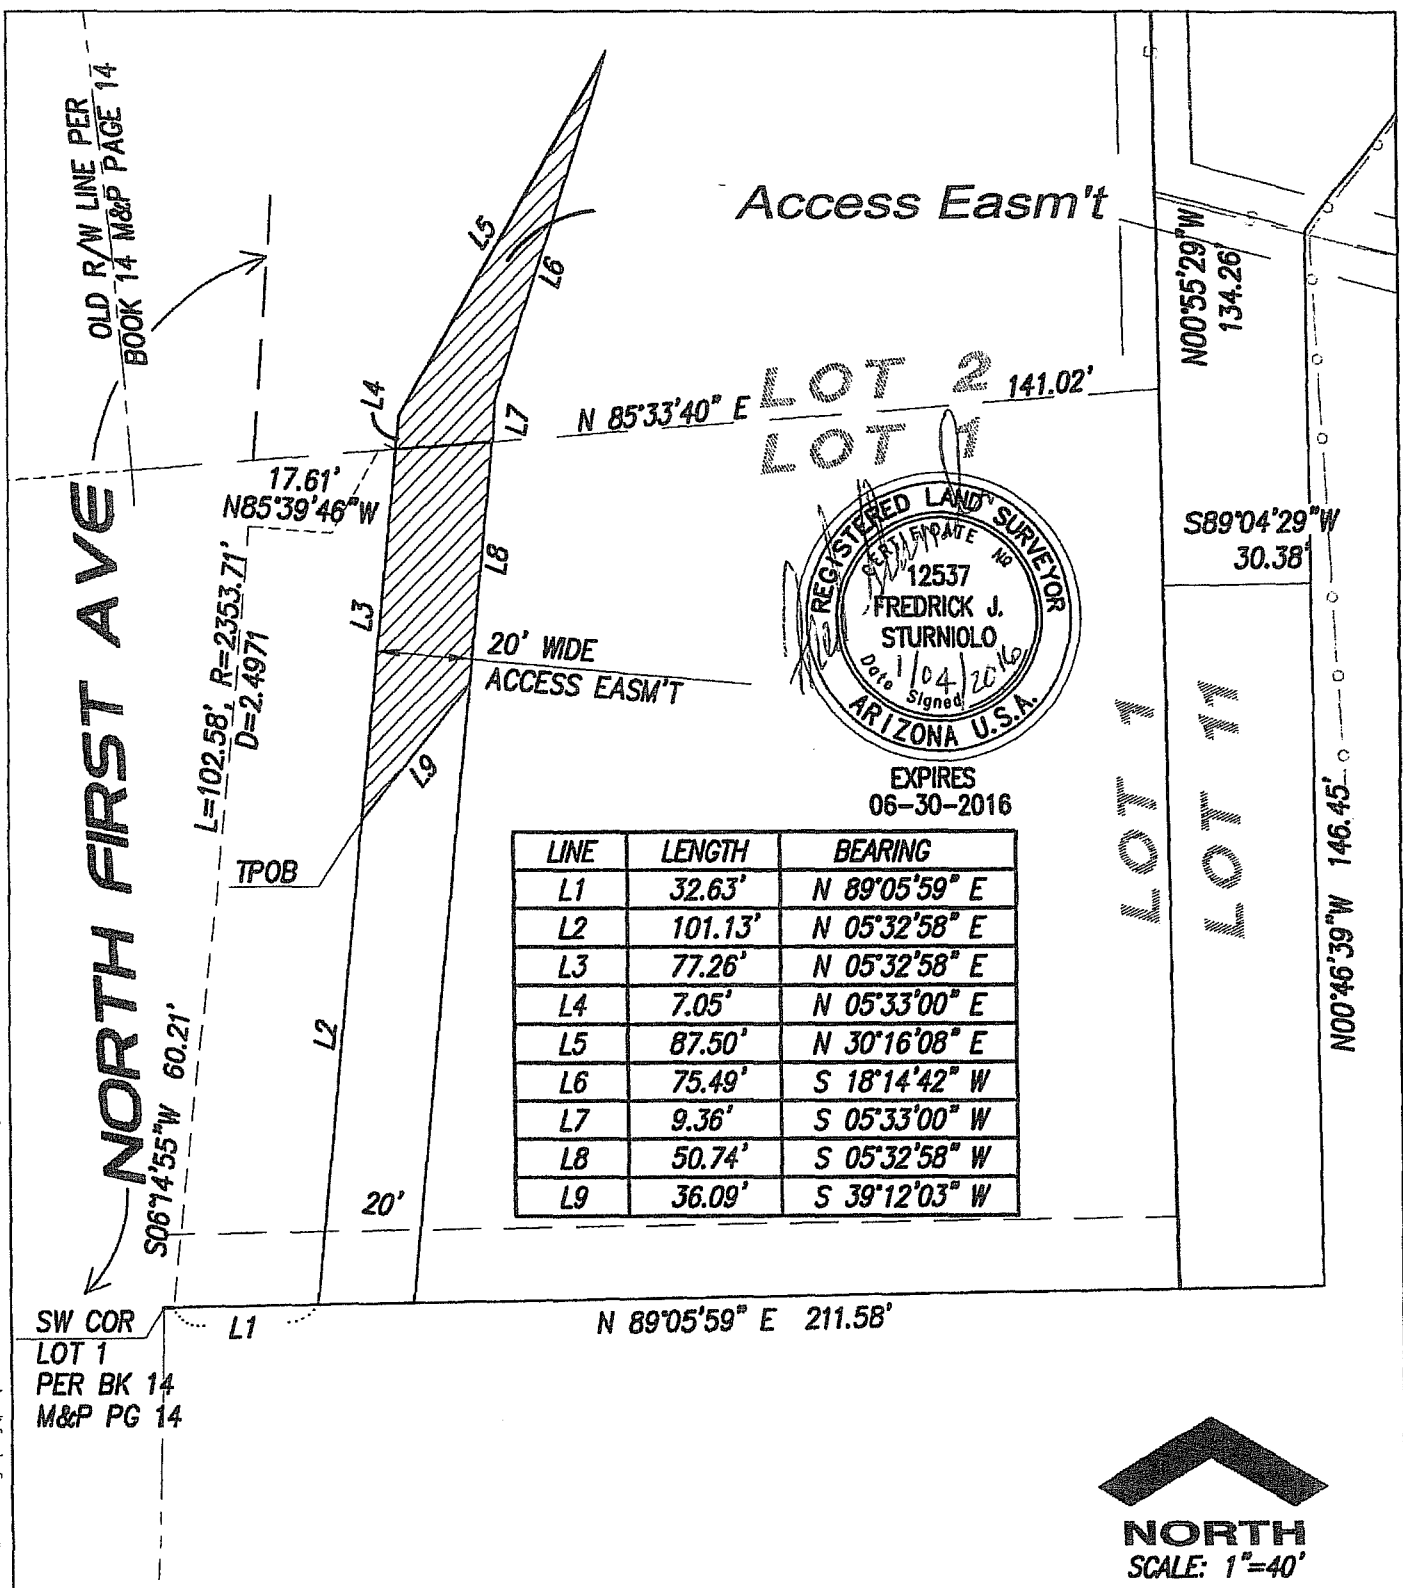 OLD R/W LINE PER
BOOK 14 M&P PAGE 14
Access Easm't
N00°55'29"W
134.26'
L5
L6
L4
L7
LOT 2
N 85°33'40" E
141.02'
LOT 1
17.61'
N85°39'46"W
NORTH FIRST AVE
L=102.58', R=2353.71'
D=2.4971
L3
L8
20' WIDE
ACCESS EASM'T
L9
TPOB
REGISTERED LAND SURVEYOR
CERTIFICATE NO
12537
FREDRICK J.
STURNIOLO
Date Signed
1/04/2016
ARIZONA U.S.A.
EXPIRES
06-30-2016
S89°04'29"W
30.38'
LOT 1
LOT 11
N00°46'39"W 146.45'
LINE LENGTH BEARING
L1 32.63' N 89°05'59" E
L2 101.13' N 05°32'58" E
L3 77.26' N 05°32'58" E
L4 7.05' N 05°33'00" E
L5 87.50' N 30°16'08" E
L6 75.49' S 18°14'42" W
L7 9.36' S 05°33'00" W
L8 50.74' S 05°32'58" W
L9 36.09' S 39°12'03" W
L2
S06°14'55"W 60.21'
20'
SW COR
LOT 1
PER BK 14
M&P PG 14
L1
N 89°05'59" E 211.58'
NORTH
SCALE: 1"=40'